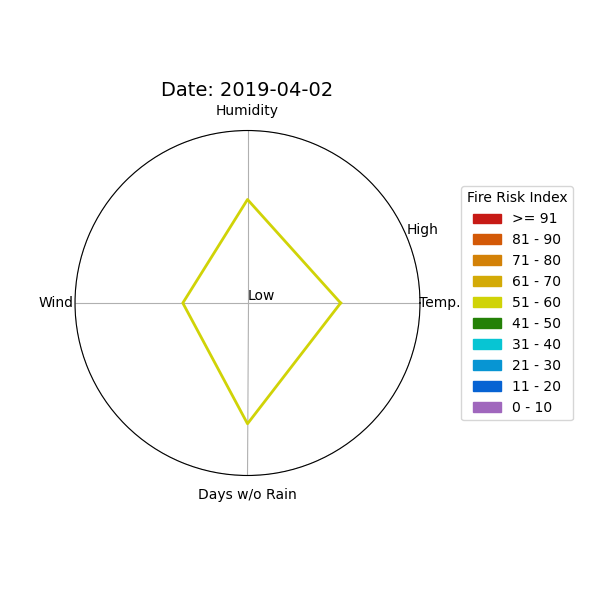 Date: 2019-04-02
Humidity
High
Low
Wind
Temp.
Days w/o Rain
Fire Risk Index
>= 91
81 - 90
71 - 80
61 - 70
51 - 60
41 - 50
31 - 40
21 - 30
11 - 20
0 - 10